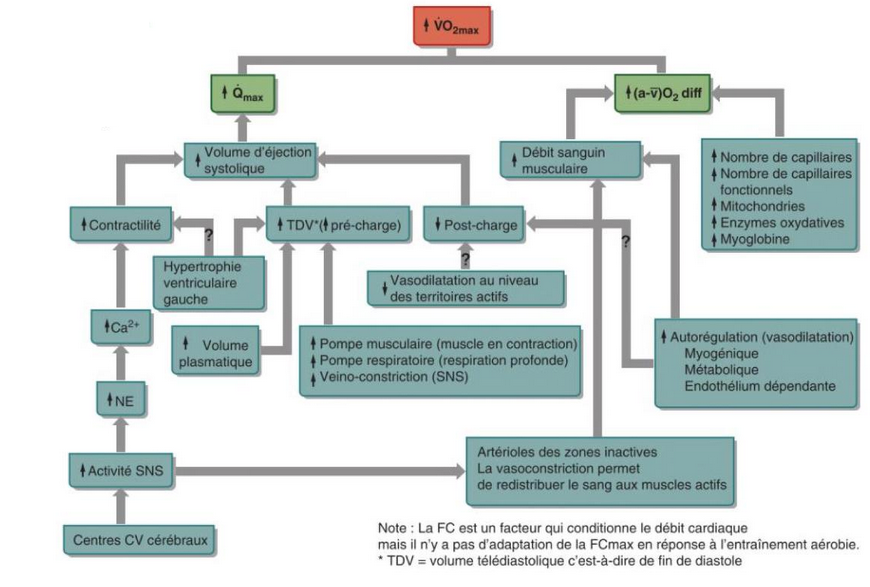 ↑ V̇O₂max
↑ Q̇max
↑(a-v̅)O₂ diff
↑ Volume d'éjection
systolique
↑ Débit sanguin
musculaire
↑ Nombre de capillaires
↑ Nombre de capillaires
fonctionnels
↑ Mitochondries
↑ Enzymes oxydatives
↑ Myoglobine
↑ Contractilité
?
↑ TDV*(↑ pré-charge)
↓ Post-charge
?
?
Hypertrophie
ventriculaire
gauche
↓ Vasodilatation au niveau
des territoires actifs
↑Ca²⁺
↑ Volume
plasmatique
↑ Pompe musculaire (muscle en contraction)
↑ Pompe respiratoire (respiration profonde)
↑ Veino-constriction (SNS)
↑ Autorégulation (vasodilatation)
Myogénique
Métabolique
Endothélium dépendante
↑NE
↑ Activité SNS
Artérioles des zones inactives
La vasoconstriction permet
de redistribuer le sang aux muscles actifs
Centres CV cérébraux
Note : La FC est un facteur qui conditionne le débit cardiaque
mais il n'y a pas d'adaptation de la FCmax en réponse à l'entraînement aérobie.
* TDV = volume télédiastolique c'est-à-dire de fin de diastole